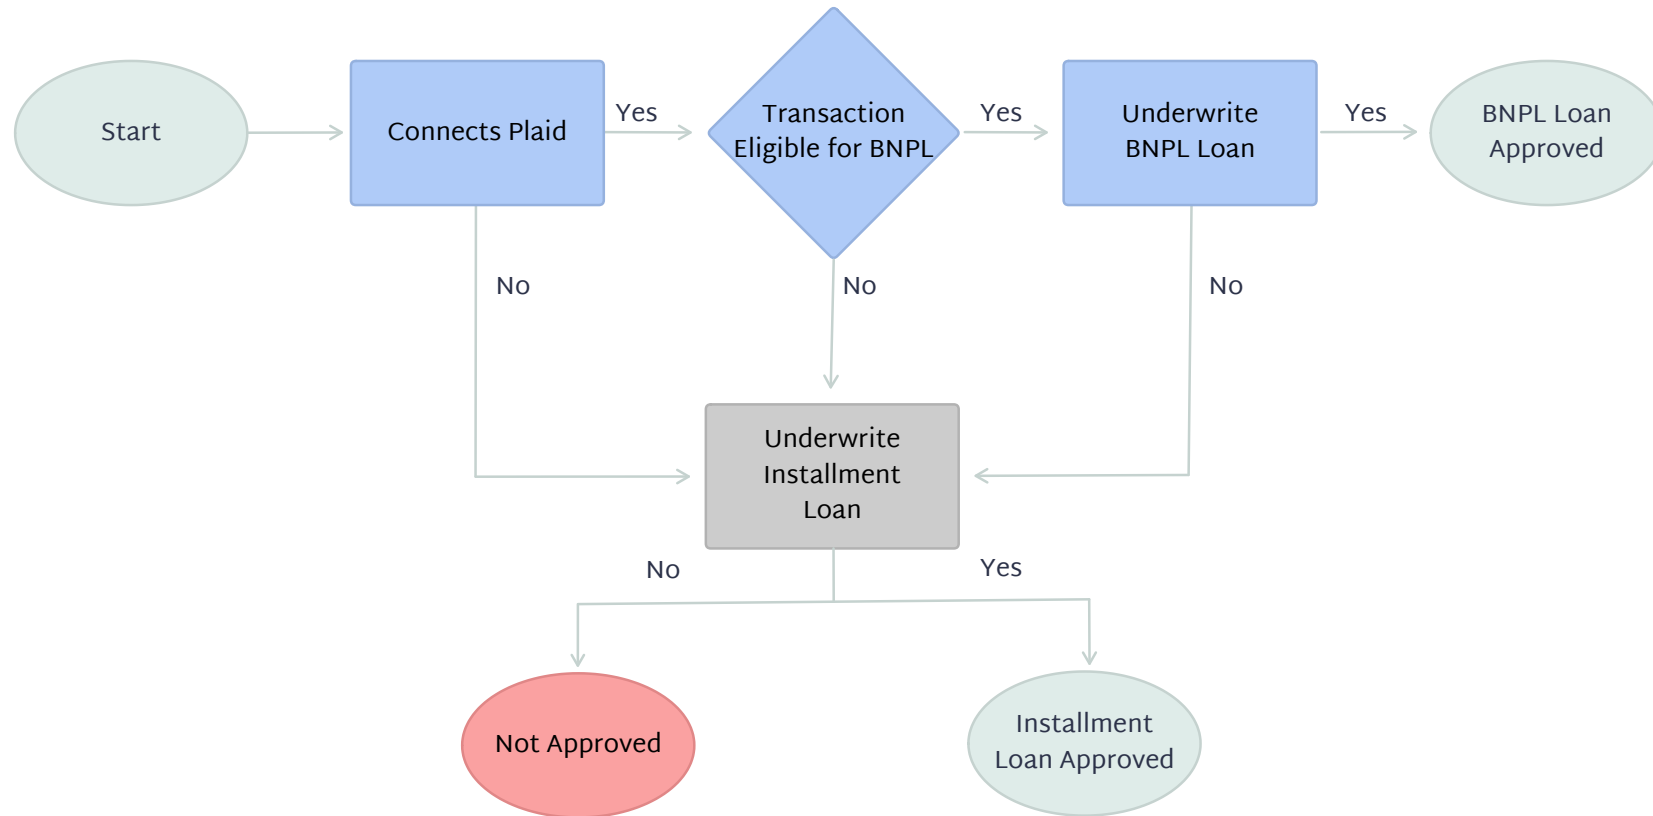 Start
Connects Plaid
Yes
Transaction
Eligible for BNPL
Yes
Underwrite
BNPL Loan
Yes
BNPL Loan
Approved
No
No
No
Underwrite
Installment
Loan
No
Yes
Not Approved
Installment
Loan Approved